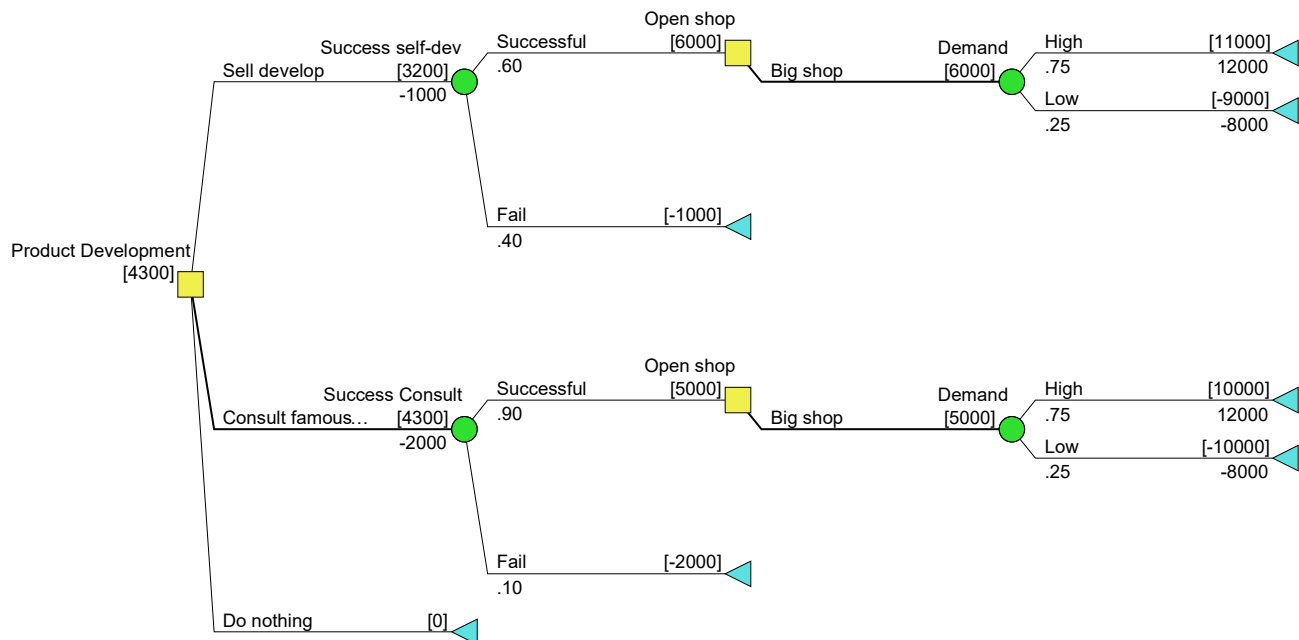 Open shop
Success self-dev Successful [6000] Demand High [11000]
Sell develop [3200] .60 Big shop [6000] .75 12000
-1000 Low [-9000]
.25 -8000
Fail [-1000]
.40
Product Development
[4300]
Open shop
Success Consult Successful [5000] Demand High [10000]
Consult famous… [4300] .90 Big shop [5000] .75 12000
-2000 Low [-10000]
.25 -8000
Fail [-2000]
.10
Do nothing [0]